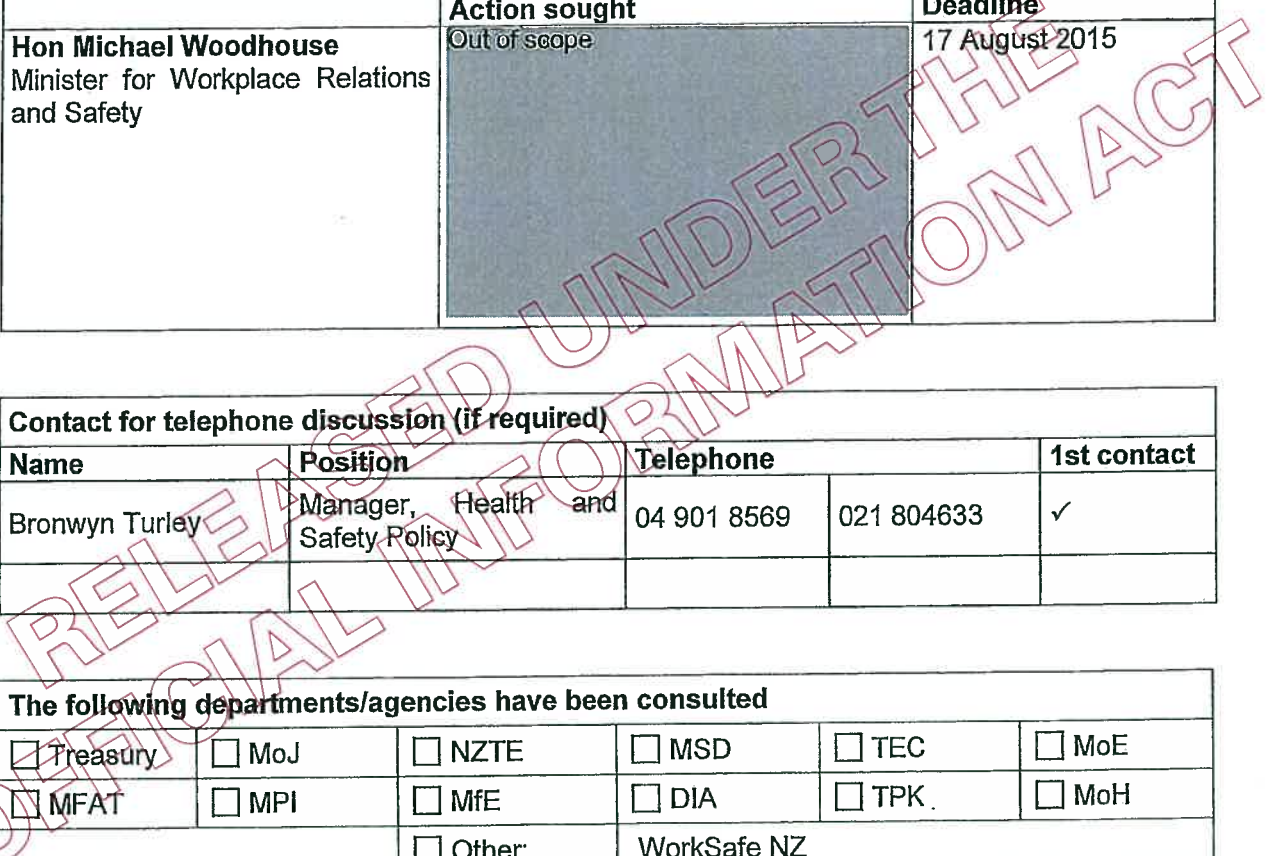 Action sought
Deadline
Hon Michael Woodhouse
Minister for Workplace Relations
and Safety
Out of scope
17 August 2015
Contact for telephone discussion (if required)
Name
Position
Telephone
1st contact
Bronwyn Turley
Manager, Health and
Safety Policy
04 901 8569
021 804633
✓
The following departments/agencies have been consulted
☐ Treasury
☐ MoJ
☐ NZTE
☐ MSD
☐ TEC
☐ MoE
☐ MFAT
☐ MPI
☐ MfE
☐ DIA
☐ TPK
☐ MoH
☐ Other:
WorkSafe NZ
RELEASED UNDER THE
OFFICIAL INFORMATION ACT